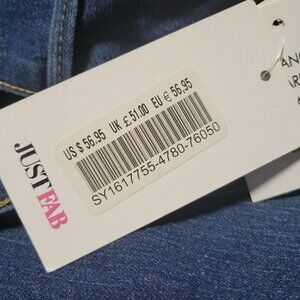 JUSTFAB
US $ 56,95 UK £ 51.00 EU € 56,95
SY1617755-4780-76050